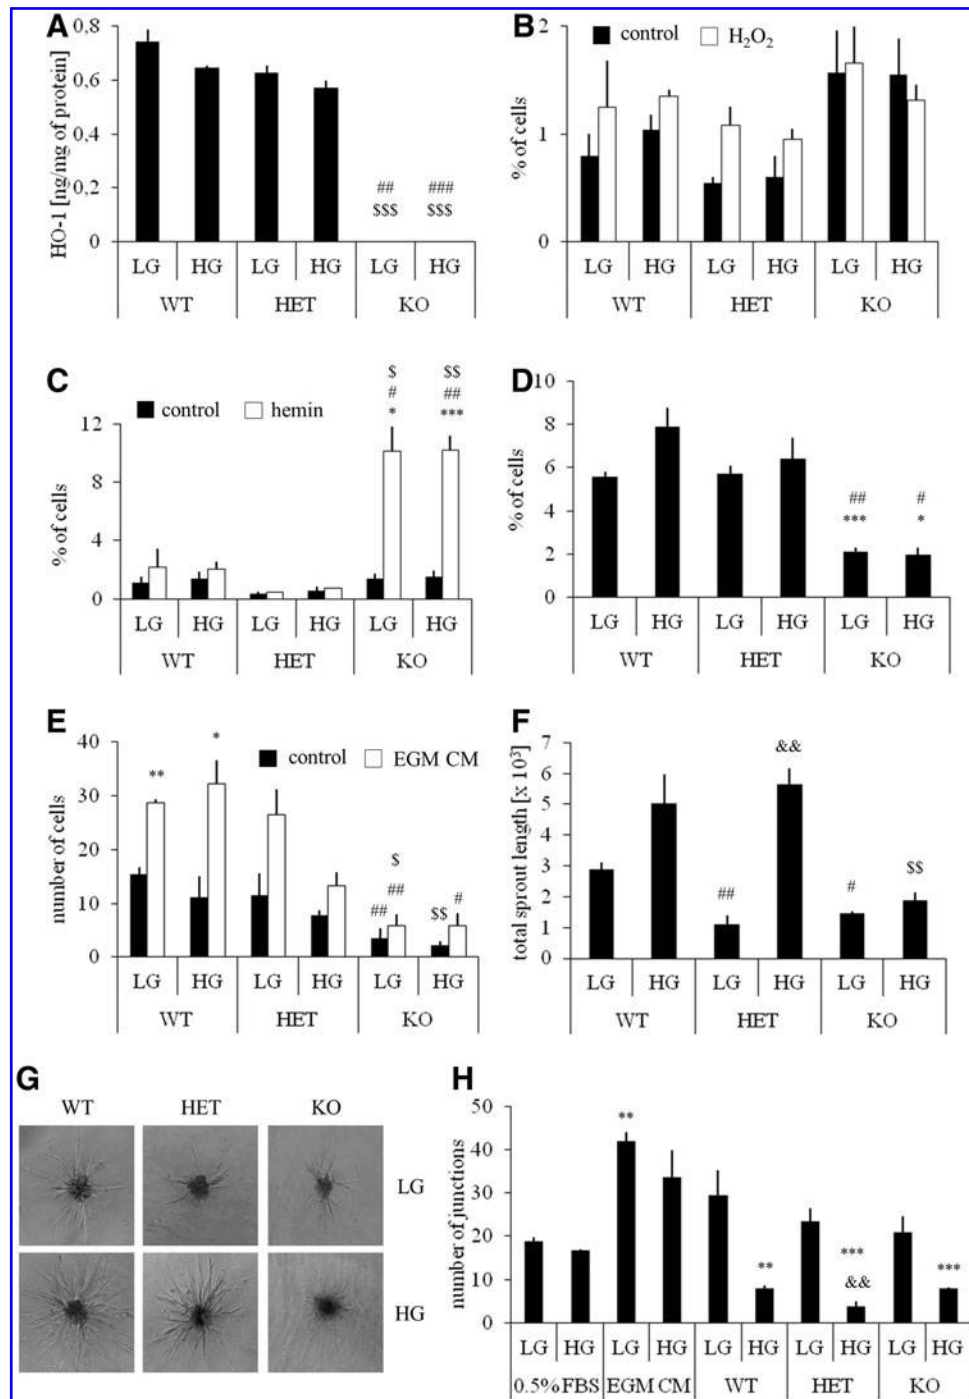 A
HO-1 [ng/mg of protein]
0,8
0,6
0,4
0,2
0
##
###
$$$
$$$
LG HG LG HG LG HG
WT HET KO
B
control H₂O₂
% of cells
2
1
0
LG HG LG HG LG HG
WT HET KO
C
control hemin
% of cells
12
8
4
0
$
#
*
$$
##
***
LG HG LG HG LG HG
WT HET KO
D
% of cells
10
8
6
4
2
0
##
***
#
*
LG HG LG HG LG HG
WT HET KO
E
control EGM CM
number of cells
40
30
20
10
0
**
*
##
$
##
$$
#
LG HG LG HG LG HG
WT HET KO
F
total sprout length [x 10³]
7
6
5
4
3
2
1
0
##
&&
#
$$
LG HG LG HG LG HG
WT HET KO
G
WT HET KO
LG
HG
H
number of junctions
50
40
30
20
10
0
**
**
***
&&
***
LG HG LG HG LG HG LG HG LG HG
0.5% FBS EGM CM WT HET KO